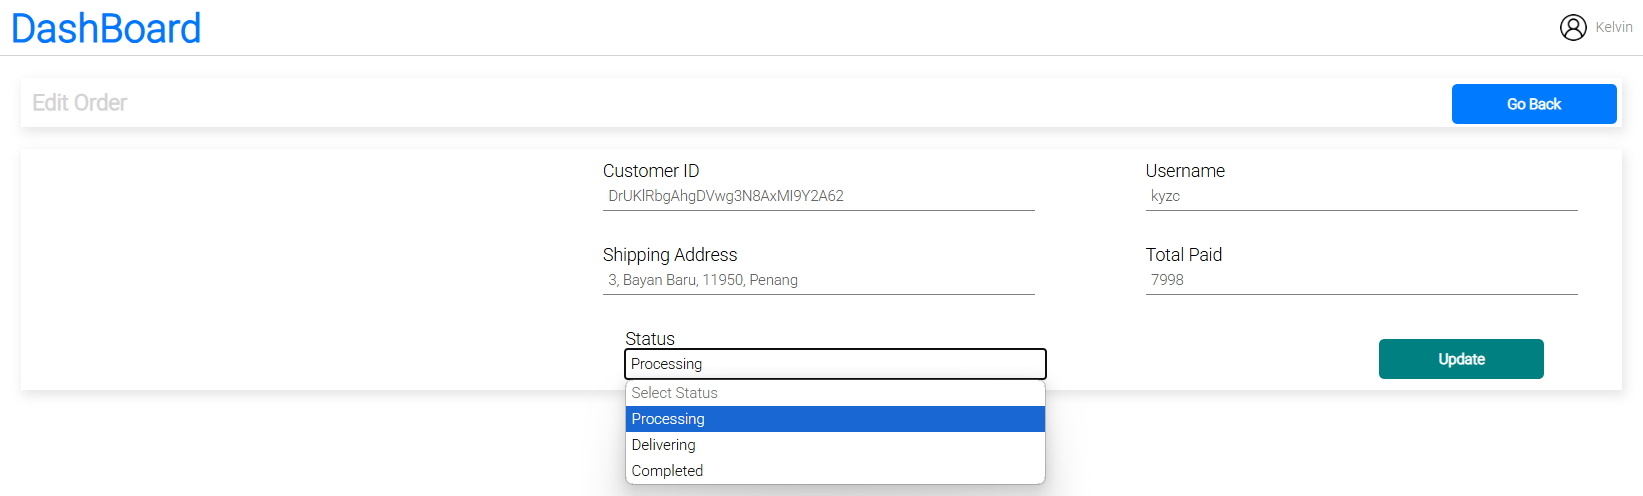 DashBoard
Kelvin
Edit Order
Go Back
Customer ID
DrUKlRbgAhgDVwg3N8AxMI9Y2A62
Username
kyzc
Shipping Address
3, Bayan Baru, 11950, Penang
Total Paid
7998
Status
Processing
Update
Select Status
Processing
Delivering
Completed